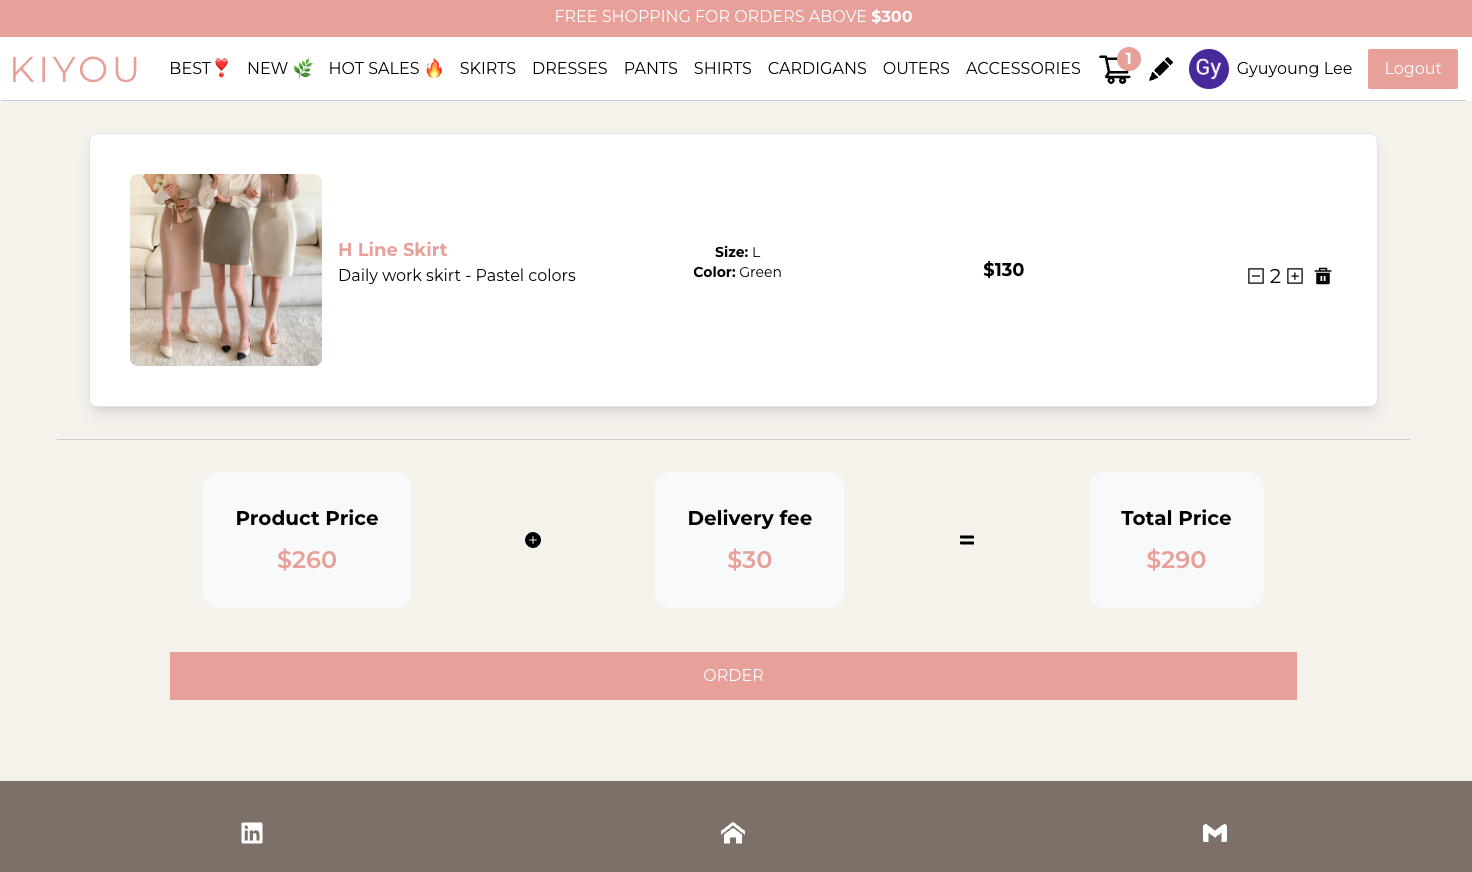 FREE SHOPPING FOR ORDERS ABOVE $300
KIYOU
BEST❣️ NEW 🌿 HOT SALES 🔥 SKIRTS DRESSES PANTS SHIRTS CARDIGANS OUTERS ACCESSORIES
1
Gy
Gyuyoung Lee
Logout
H Line Skirt
Daily work skirt - Pastel colors
Size: L
Color: Green
$130
2
Product Price
$260
Delivery fee
$30
Total Price
$290
ORDER